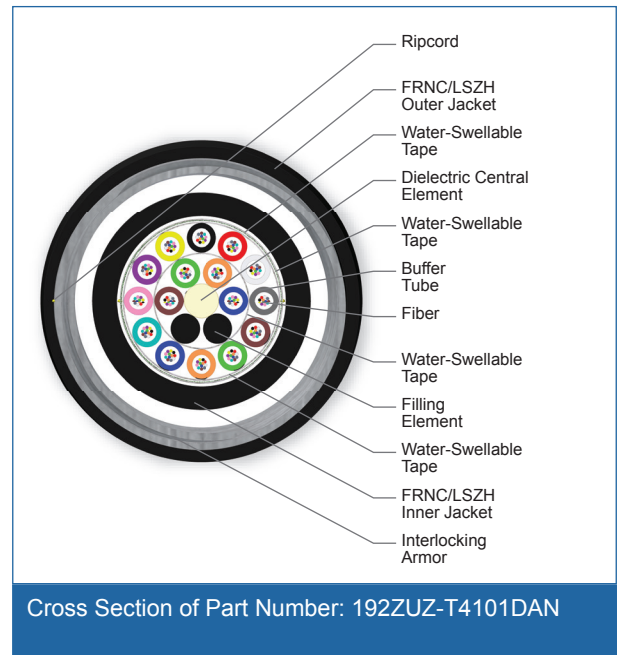 Ripcord
FRNC/LSZH
Outer Jacket
Water-Swellable
Tape
Dielectric Central
Element
Water-Swellable
Tape
Buffer
Tube
Fiber
Water-Swellable
Tape
Filling
Element
Water-Swellable
Tape
FRNC/LSZH
Inner Jacket
Interlocking
Armor
Cross Section of Part Number: 192ZUZ-T4101DAN